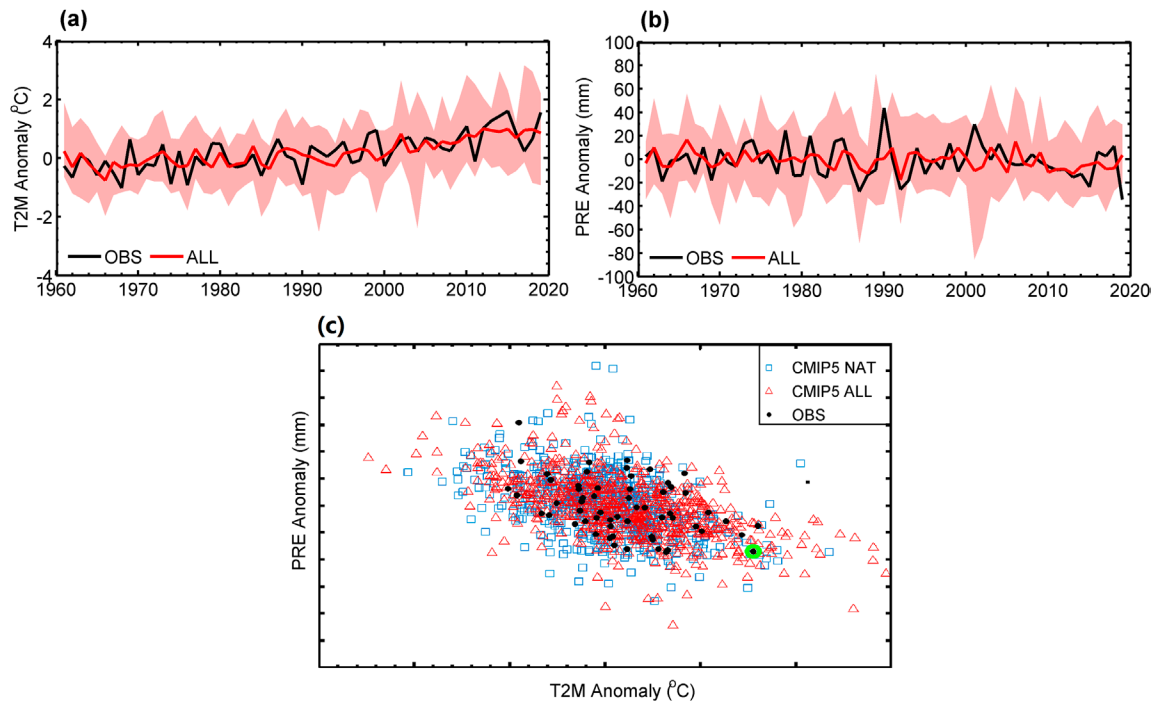 (a)
T2M Anomaly (°C)
4
2
0
-2
-4
OBS
ALL
1960
1970
1980
1990
2000
2010
2020
(b)
PRE Anomaly (mm)
100
80
60
40
20
0
-20
-40
-60
-80
-100
OBS
ALL
1960
1970
1980
1990
2000
2010
2020
(c)
PRE Anomaly (mm)
CMIP5 NAT
CMIP5 ALL
OBS
T2M Anomaly (°C)